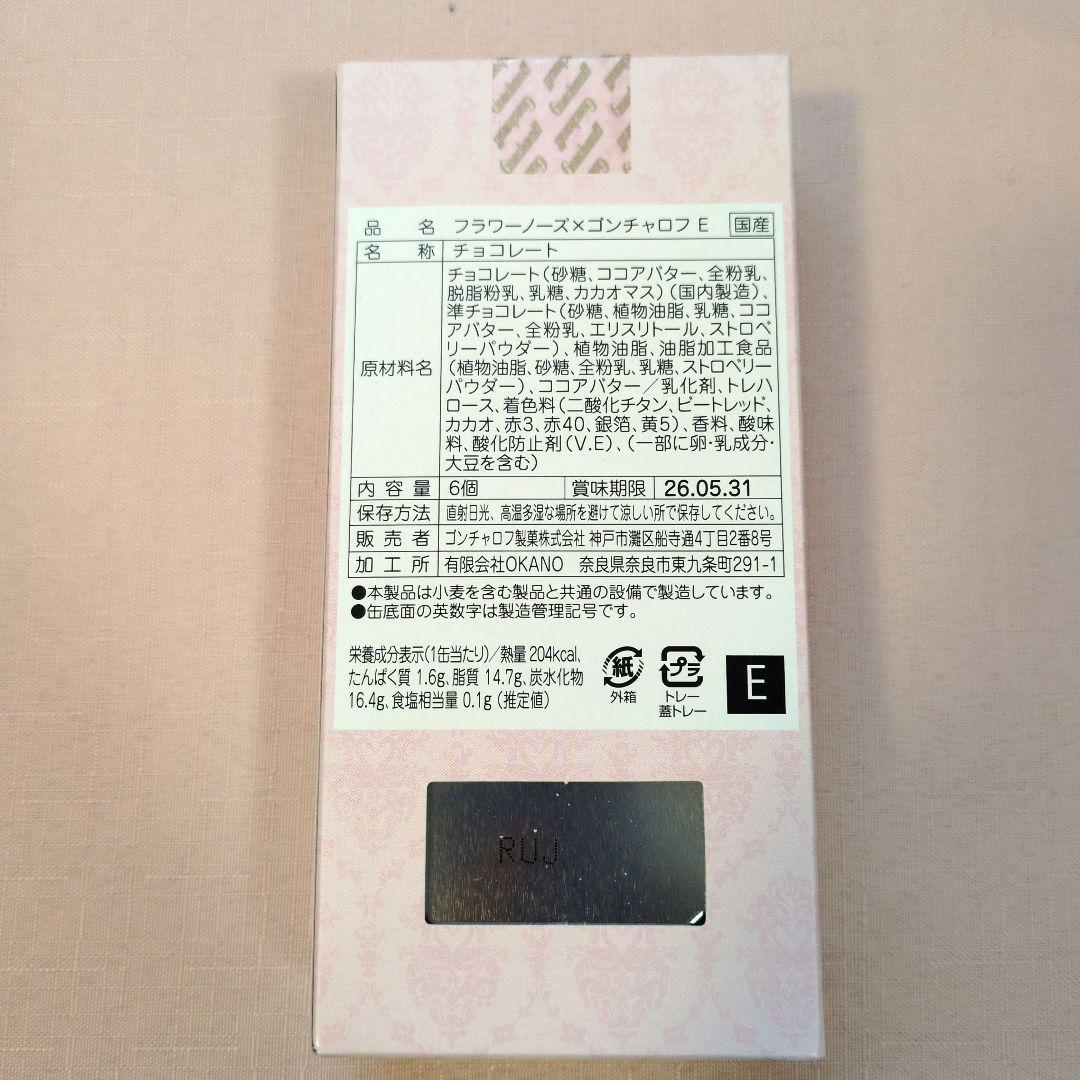 品名 フラワーノーズ×ゴンチャロフ E 国産
名称 チョコレート
原材料名
チョコレート(砂糖、ココアバター、全粉乳、
脱脂粉乳、乳糖、カカオマス)(国内製造)、
準チョコレート(砂糖、植物油脂、乳糖、ココ
アバター、全粉乳、エリスリトール、ストロベ
リーパウダー)、植物油脂、油脂加工食品
(植物油脂、砂糖、全粉乳、乳糖、ストロベリー
パウダー)、ココアバター/乳化剤、トレハ
ロース、着色料(二酸化チタン、ビートレッド、
カカオ、赤3、赤40、銀箔、黄5)、香料、酸味
料、酸化防止剤(V.E)、(一部に卵・乳成分・
大豆を含む)
内容量 6個 賞味期限 26.05.31
保存方法 直射日光、高温多湿な場所を避けて涼しい所で保存してください。
販売者 ゴンチャロフ製菓株式会社 神戸市灘区船寺通4丁目2番8号
加工所 有限会社OKANO 奈良県奈良市東九条町291-1
●本製品は小麦を含む製品と共通の設備で製造しています。
●缶底面の英数字は製造管理記号です。
栄養成分表示(1缶当たり)/熱量 204kcal、
たんぱく質 1.6g、脂質 14.7g、炭水化物
16.4g、食塩相当量 0.1g (推定値)
紙
外箱
プラ
トレー
蓋トレー
E
RUJ